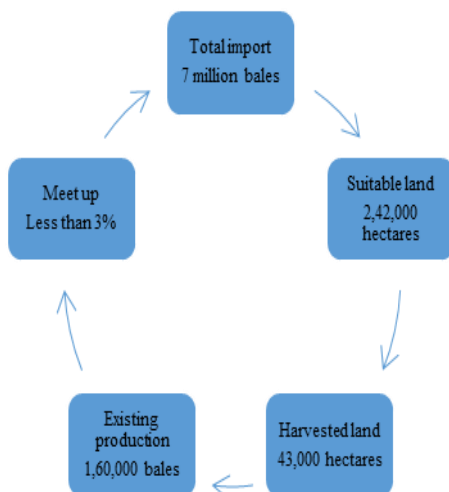 Total import
7 million bales
Suitable land
2,42,000
hectares
Harvested land
43,000 hectares
Existing
production
1,60,000 bales
Meet up
Less than 3%